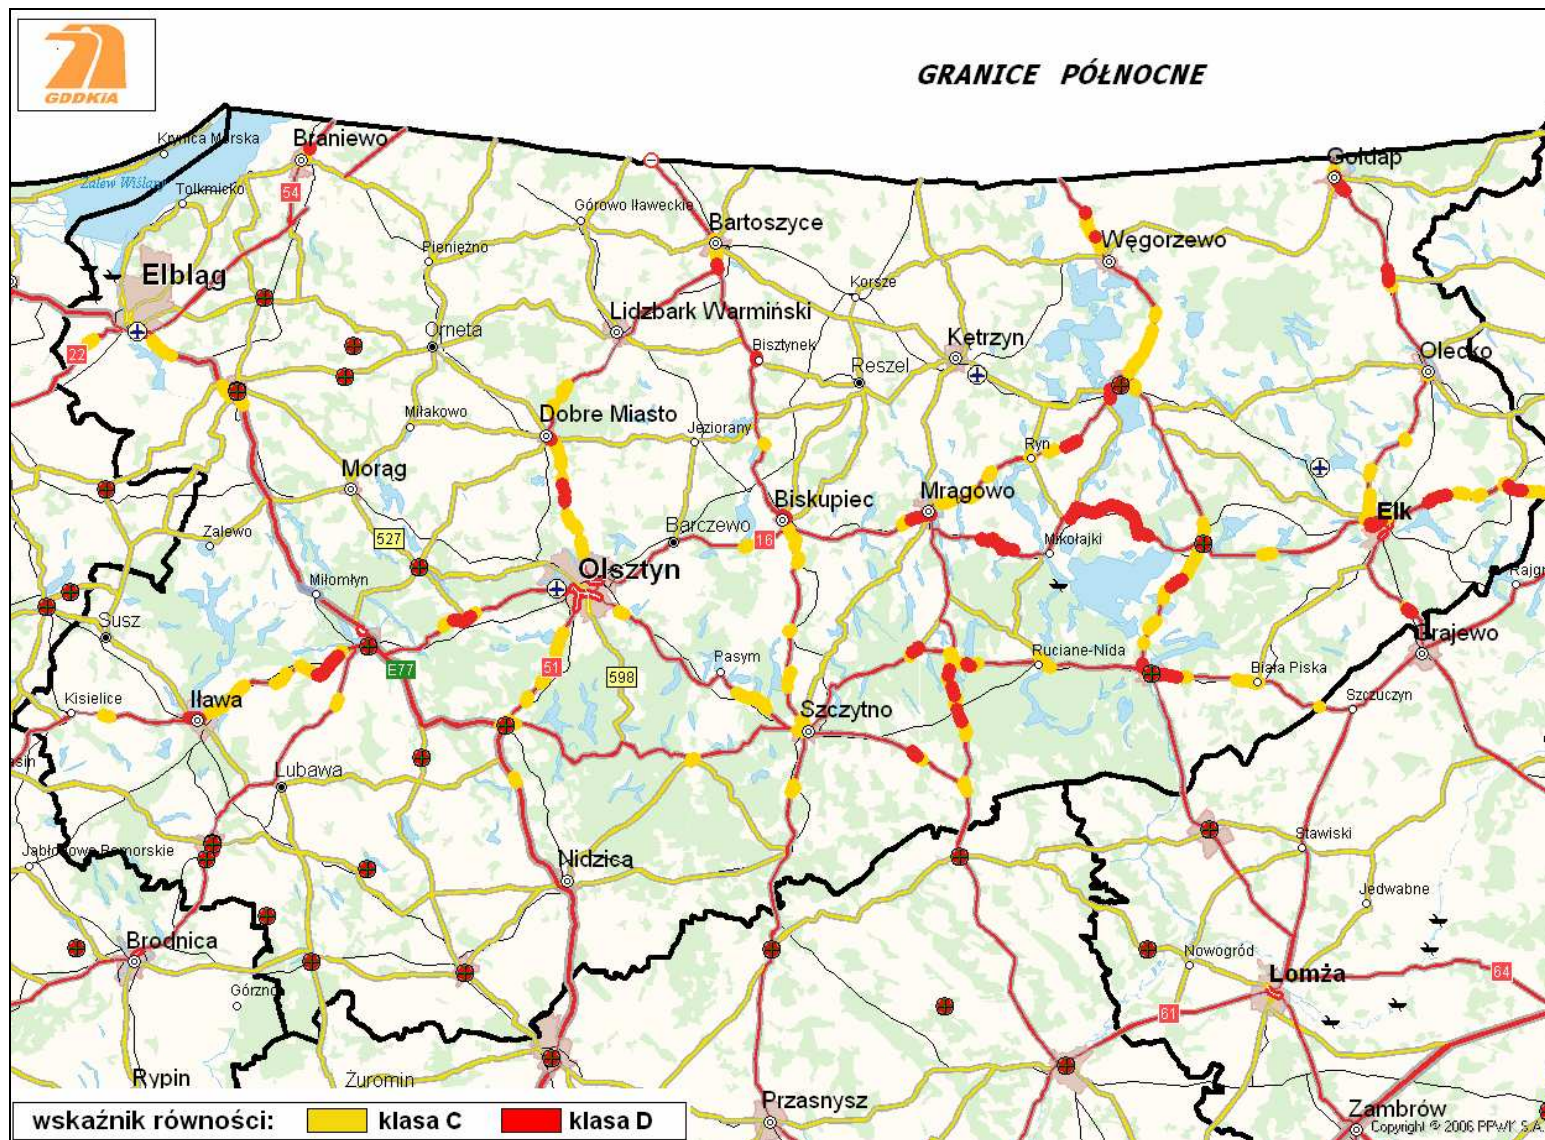 GDDKiA
GRANICE PÓŁNOCNE
Krynica Morska
Braniewo
Gołdap
Zalew Wiślany
Tolkmicko
54
Górowo Iławeckie
Bartoszyce
Pieniężno
Węgorzewo
Elbląg
Korsze
Lidzbark Warmiński
Orneta
Kętrzyn
22
Bisztynek
Reszel
Olecko
Miłakowo
Dobre Miasto
Jeziorany
Ryn
Morąg
Biskupiec
Mrągowo
Ełk
Zalewo
527
Barczewo
16
Mikołajki
Olsztyn
Miłomłyn
Rajgr
Susz
Grajewo
Pasym
Ruciane-Nida
E77
51
598
Biała Piska
Kisielice
Iława
Szczuczyn
Szczytno
asin
Lubawa
Stawiski
Jabłonowo Pomorskie
Nidzica
Jedwabne
Brodnica
Nowogród
Łomża
64
Górzno
61
Rypin
Żuromin
Przasnysz
Zambrów
wskaźnik równości: klasa C klasa D
Copyright © 2006 PPWK S.A.